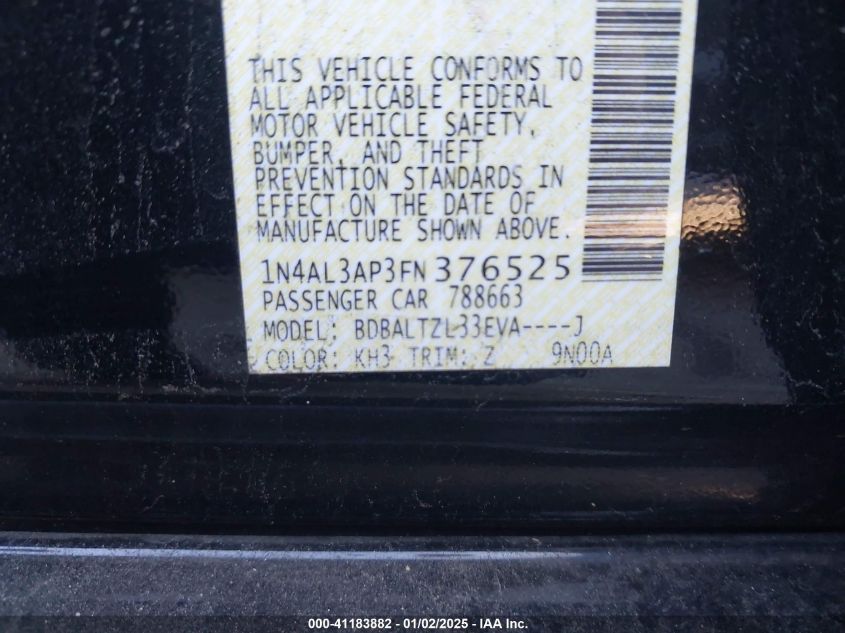 THIS VEHICLE CONFORMS TO
ALL APPLICABLE FEDERAL
MOTOR VEHICLE SAFETY,
BUMPER, AND THEFT
PREVENTION STANDARDS IN
EFFECT ON THE DATE OF
MANUFACTURE SHOWN ABOVE.
1N4AL3AP3FN376525
PASSENGER CAR 788663
MODEL: BDBALTZL33EVA----J
COLOR: KH3 TRIM: Z 9N00A
000-41183882 - 01/02/2025 - IAA Inc.